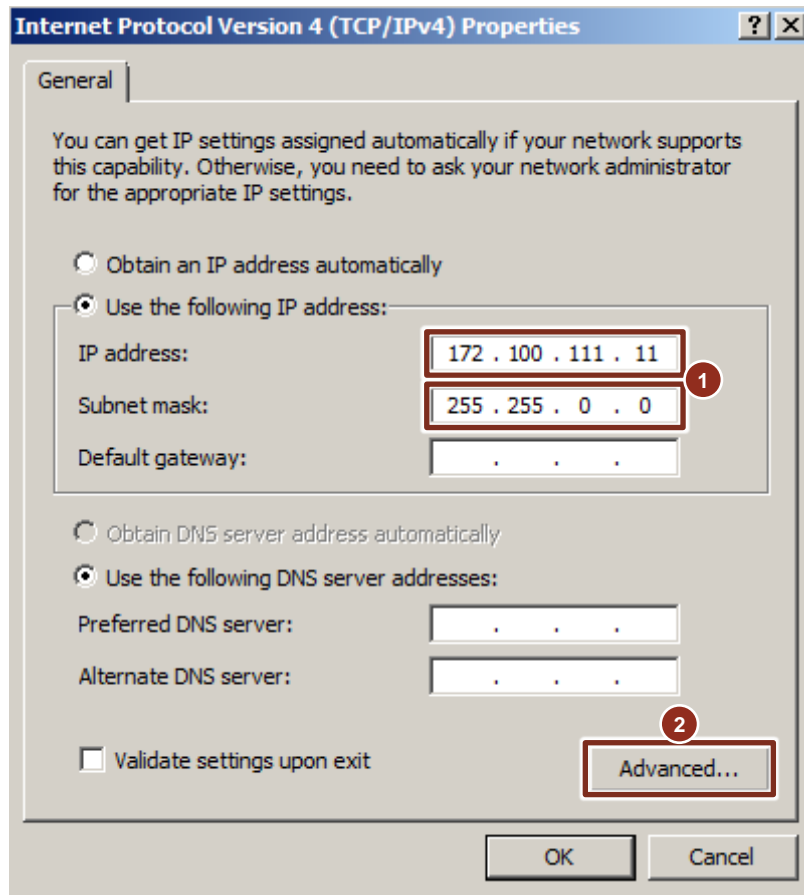 Internet Protocol Version 4 (TCP/IPv4) Properties
General
You can get IP settings assigned automatically if your network supports
this capability. Otherwise, you need to ask your network administrator
for the appropriate IP settings.
Obtain an IP address automatically
Use the following IP address:
IP address: 172 . 100 . 111 . 11
1
Subnet mask: 255 . 255 . 0 . 0
Default gateway: . . .
Obtain DNS server address automatically
Use the following DNS server addresses:
Preferred DNS server: . . .
Alternate DNS server: . . .
2
Validate settings upon exit Advanced...
OK Cancel